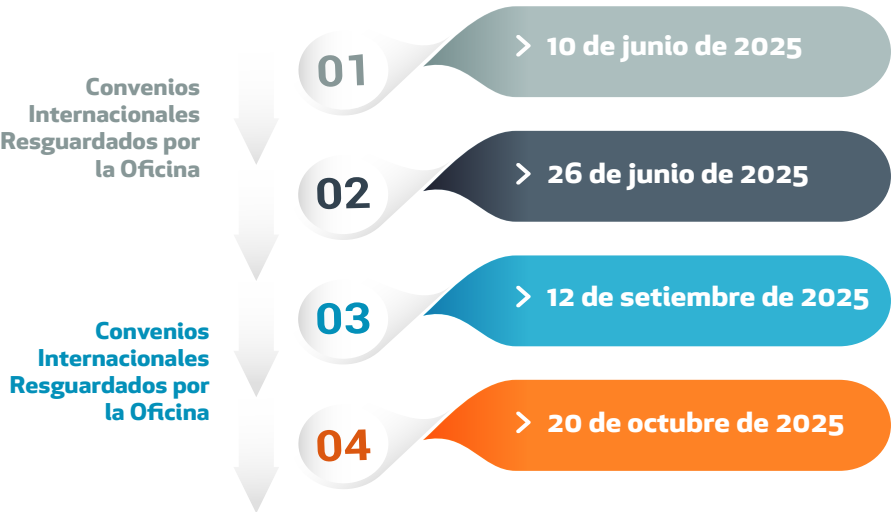 01
> 10 de junio de 2025
Convenios
Internacionales
Resguardados por
la Oficina
02
> 26 de junio de 2025
03
> 12 de setiembre de 2025
Convenios
Internacionales
Resguardados por
la Oficina
04
> 20 de octubre de 2025